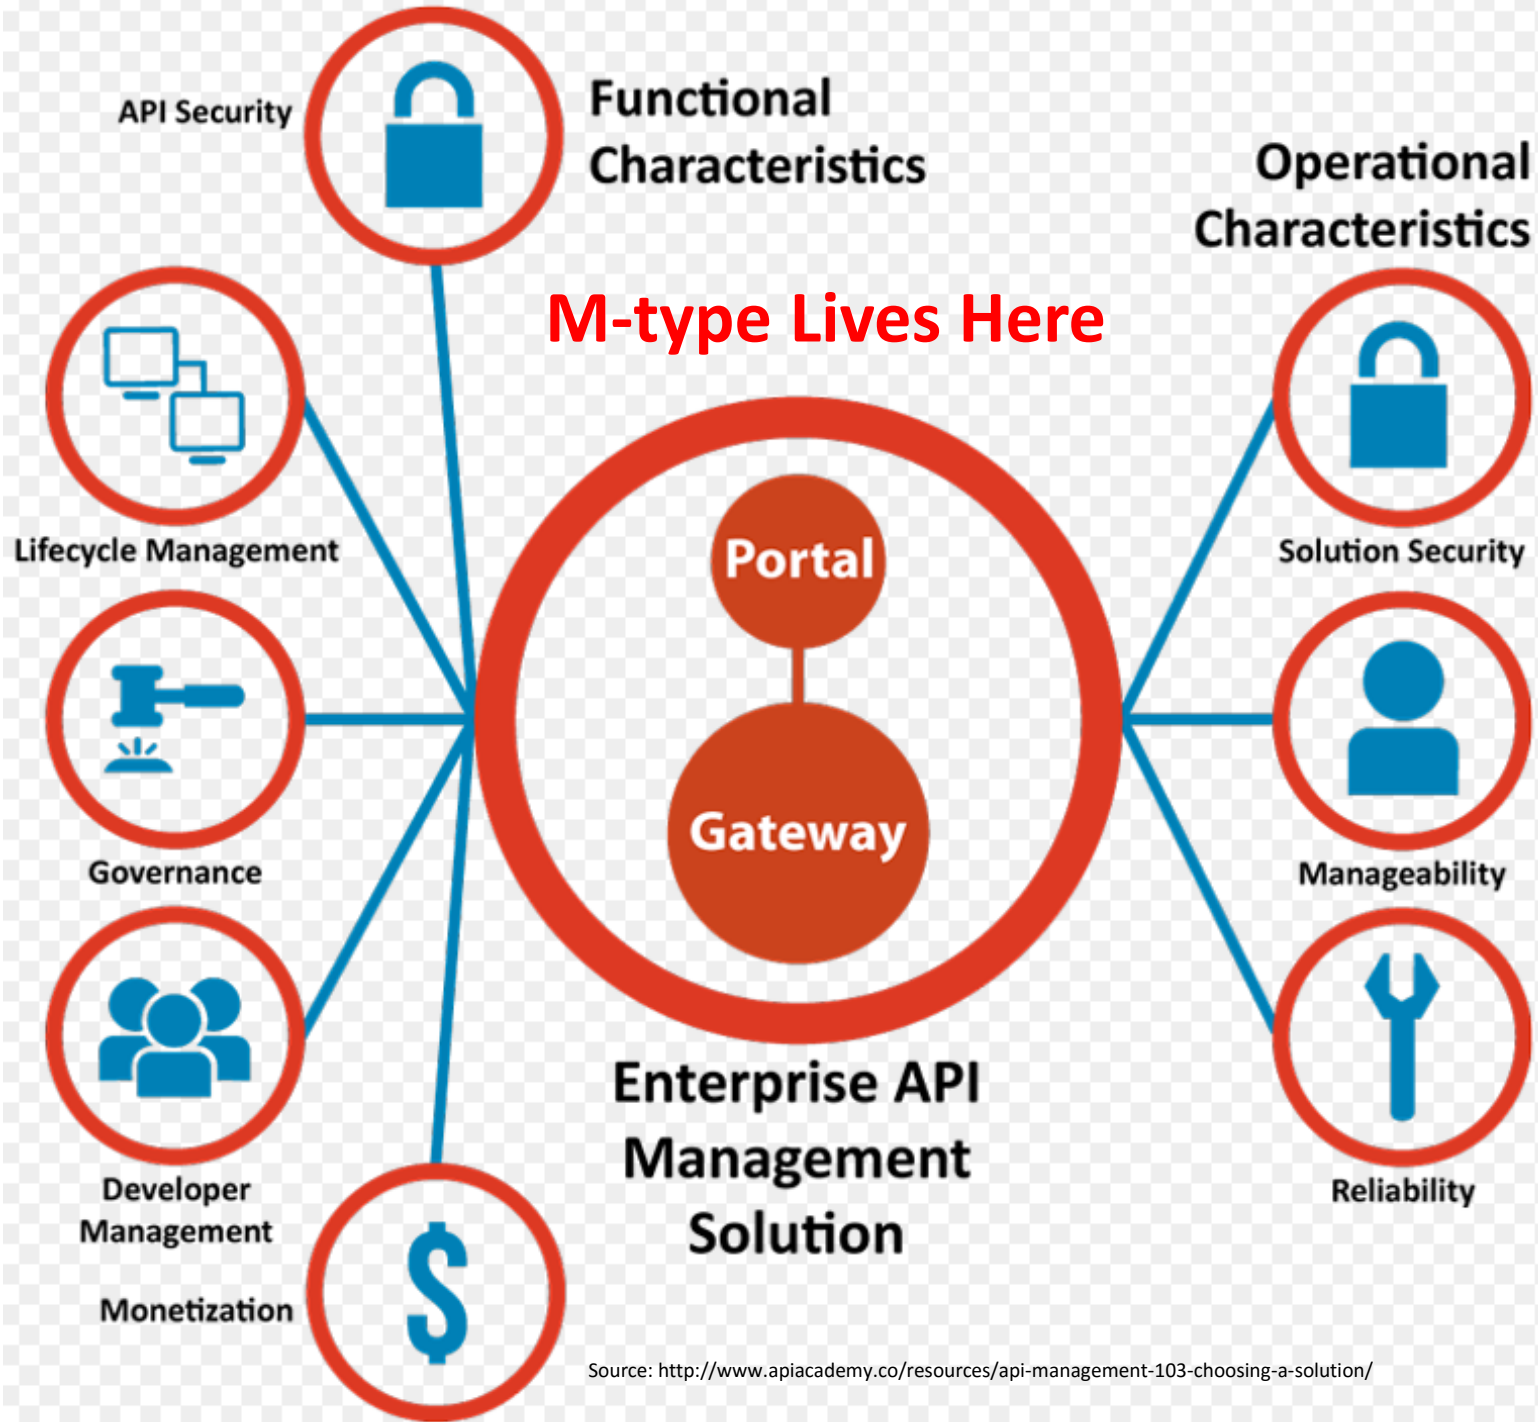 API Security
Functional
Characteristics
Operational
Characteristics
M-type Lives Here
Lifecycle Management
Portal
Solution Security
Gateway
Governance
Manageability
Enterprise API
Management
Solution
Developer
Management
Reliability
Monetization
Source: http://www.apiacademy.co/resources/api-management-103-choosing-a-solution/